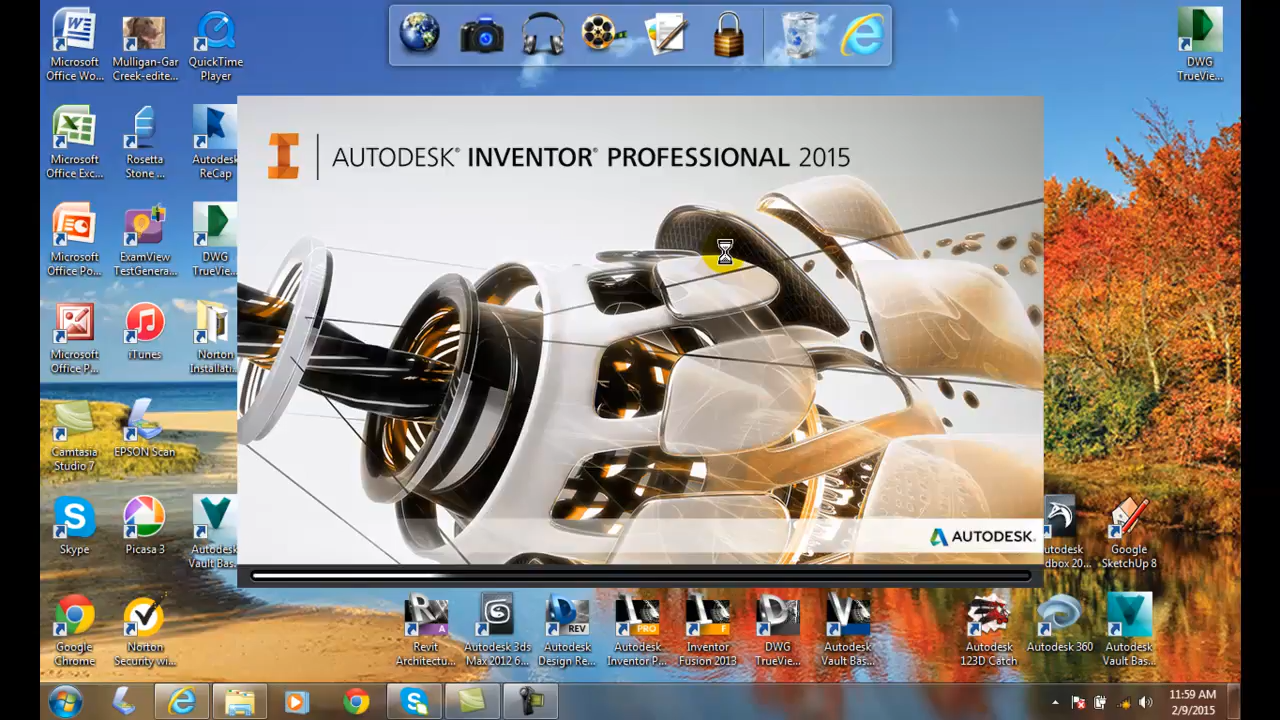 Microsoft Office Wo...
Mulligan-Gar Creek-edite...
QuickTime Player
DWG TrueVie...
AUTODESK® INVENTOR® PROFESSIONAL 2015
Microsoft Office Exc...
Rosetta Stone ...
Autodesk ReCap
Microsoft Office Po...
ExamView TestGenera...
DWG TrueVie...
Microsoft Office P...
iTunes
Norton Installati...
Camtasia Studio 7
EPSON Scan
AUTODESK.
Skype
Picasa 3
Autodesk Vault Bas...
Google SketchUp 8
Google Chrome
Norton Security wi...
Revit Architectu...
Autodesk 3ds Max 2012 6...
Autodesk Design Re...
Autodesk Inventor P...
Inventor Fusion 2013
DWG TrueVie...
Autodesk Vault Bas...
Autodesk 123D Catch
Autodesk 360
Autodesk Vault Bas...
11:59 AM
2/9/2015